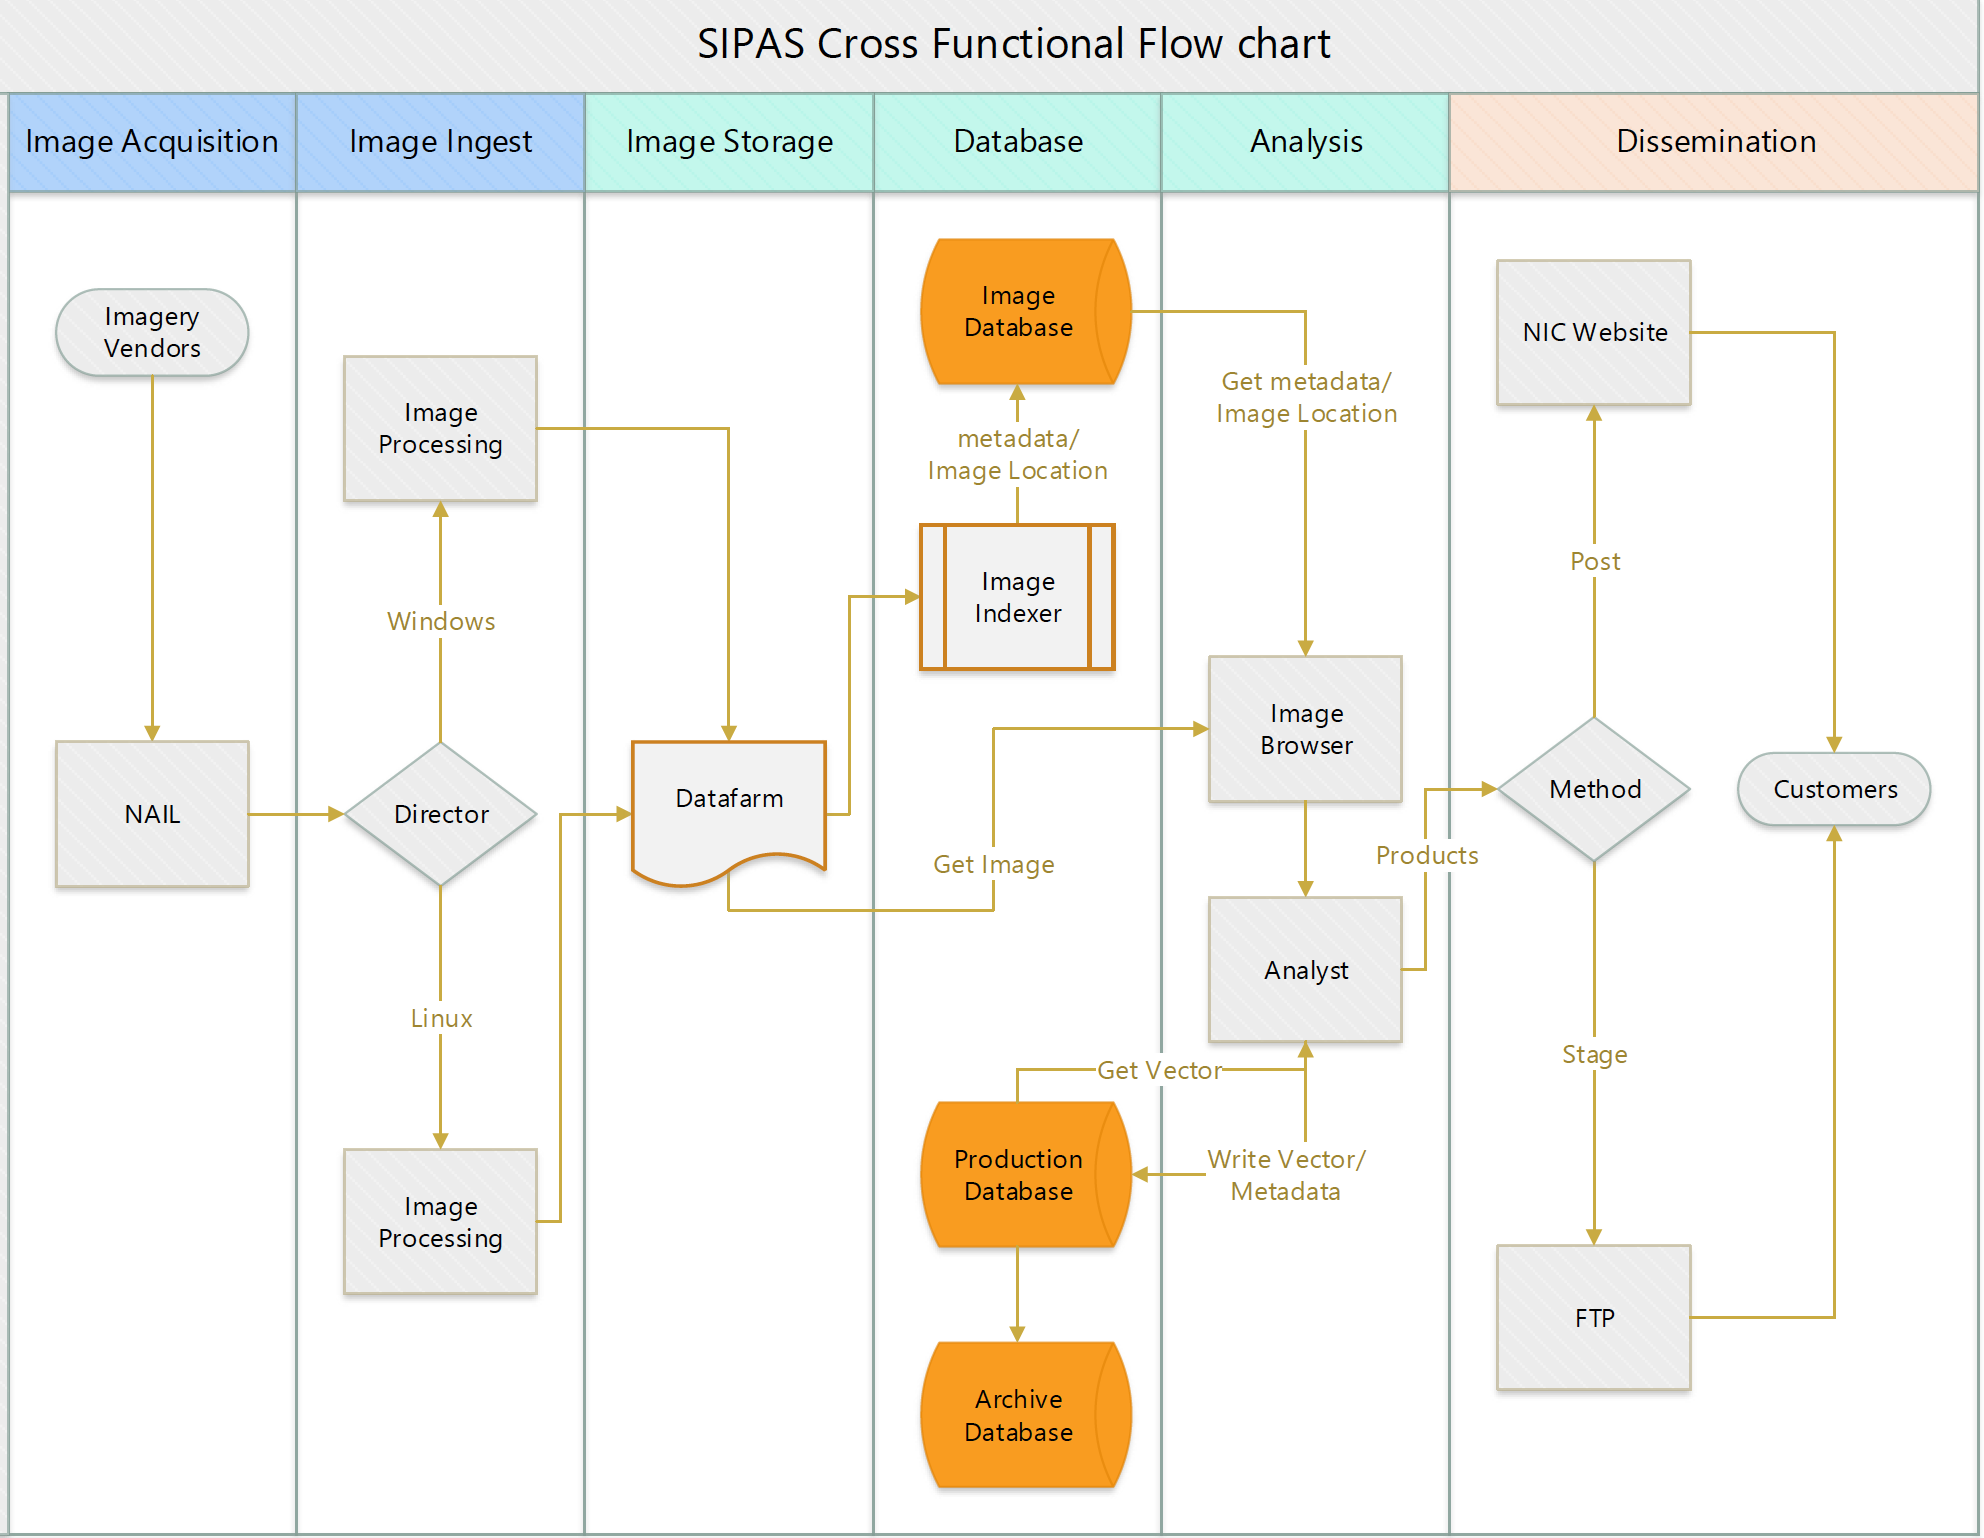 SIPAS Cross Functional Flow chart
Image Acquisition
Image Ingest
Image Storage
Database
Analysis
Dissemination
Imagery
Vendors
NAIL
Image
Processing
Windows
Director
Linux
Image
Processing
Datafarm
Image
Database
metadata/
Image Location
Image
Indexer
Get Image
Get Vector
Production
Database
Archive
Database
Get metadata/
Image Location
Image
Browser
Analyst
Products
Write Vector/
Metadata
NIC Website
Post
Method
Customers
Stage
FTP